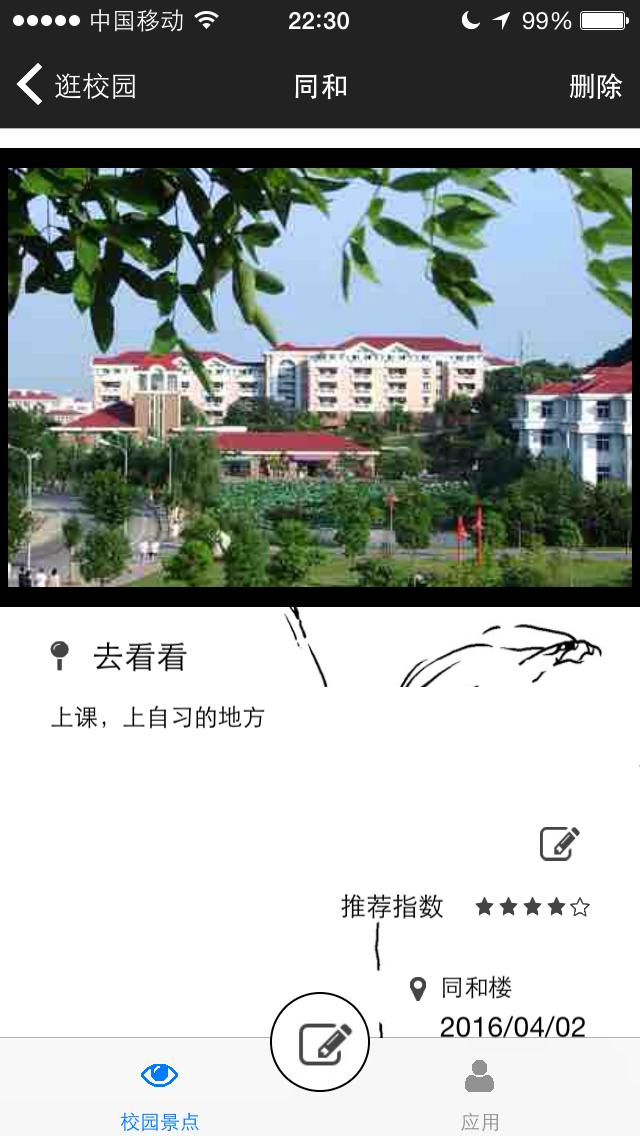 中国移动 22:30 99%
逛校园 同和 删除
去看看
上课，上自习的地方
推荐指数 ★★★★☆
同和楼
2016/04/02
校园景点 应用